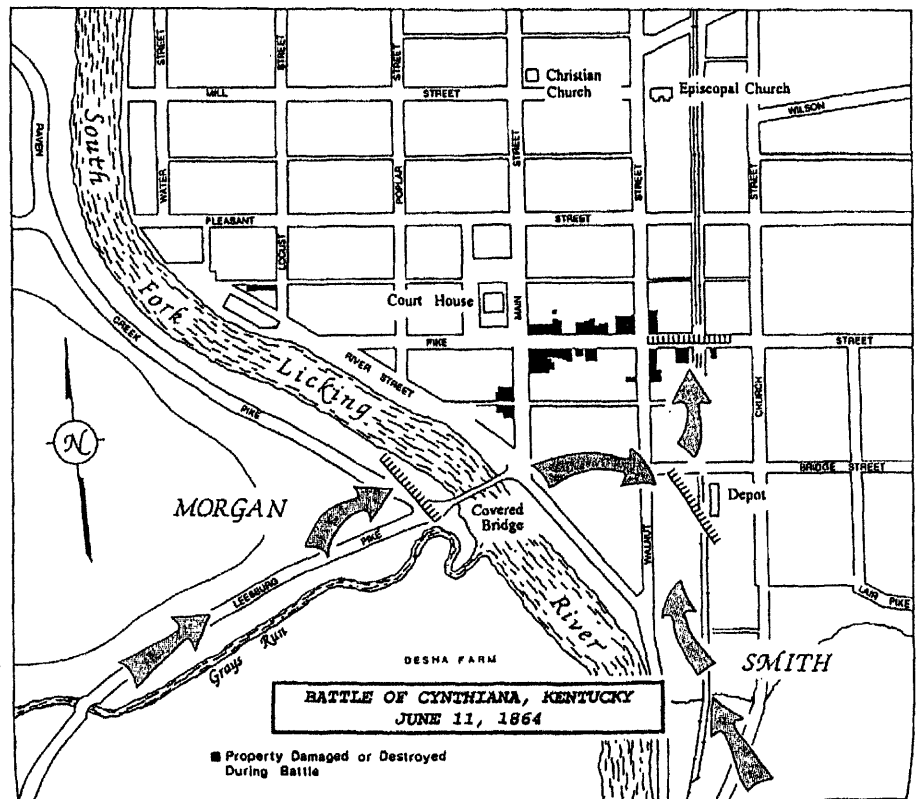 STREET
STREET
STREET
MILL
STREET
Christian
Church
Episcopal Church
WILSON
RAVEN
South
WATER
POPLAR
STREET
STREET
STREET
PLEASANT
STREET
LOCUST
Fork
Court House
MAIN
CREEK
PIKE
STREET
RIVER STREET
Licking
PIKE
CHURCH
N
BRIDGE STREET
MORGAN
Depot
Covered
Bridge
PIKE
WALNUT
LEESBURG
LAIR PIKE
River
Grays Run
DESHA FARM
SMITH
BATTLE OF CYNTHIANA, KENTUCKY
JUNE 11, 1864
Property Damaged or Destroyed
During Battle